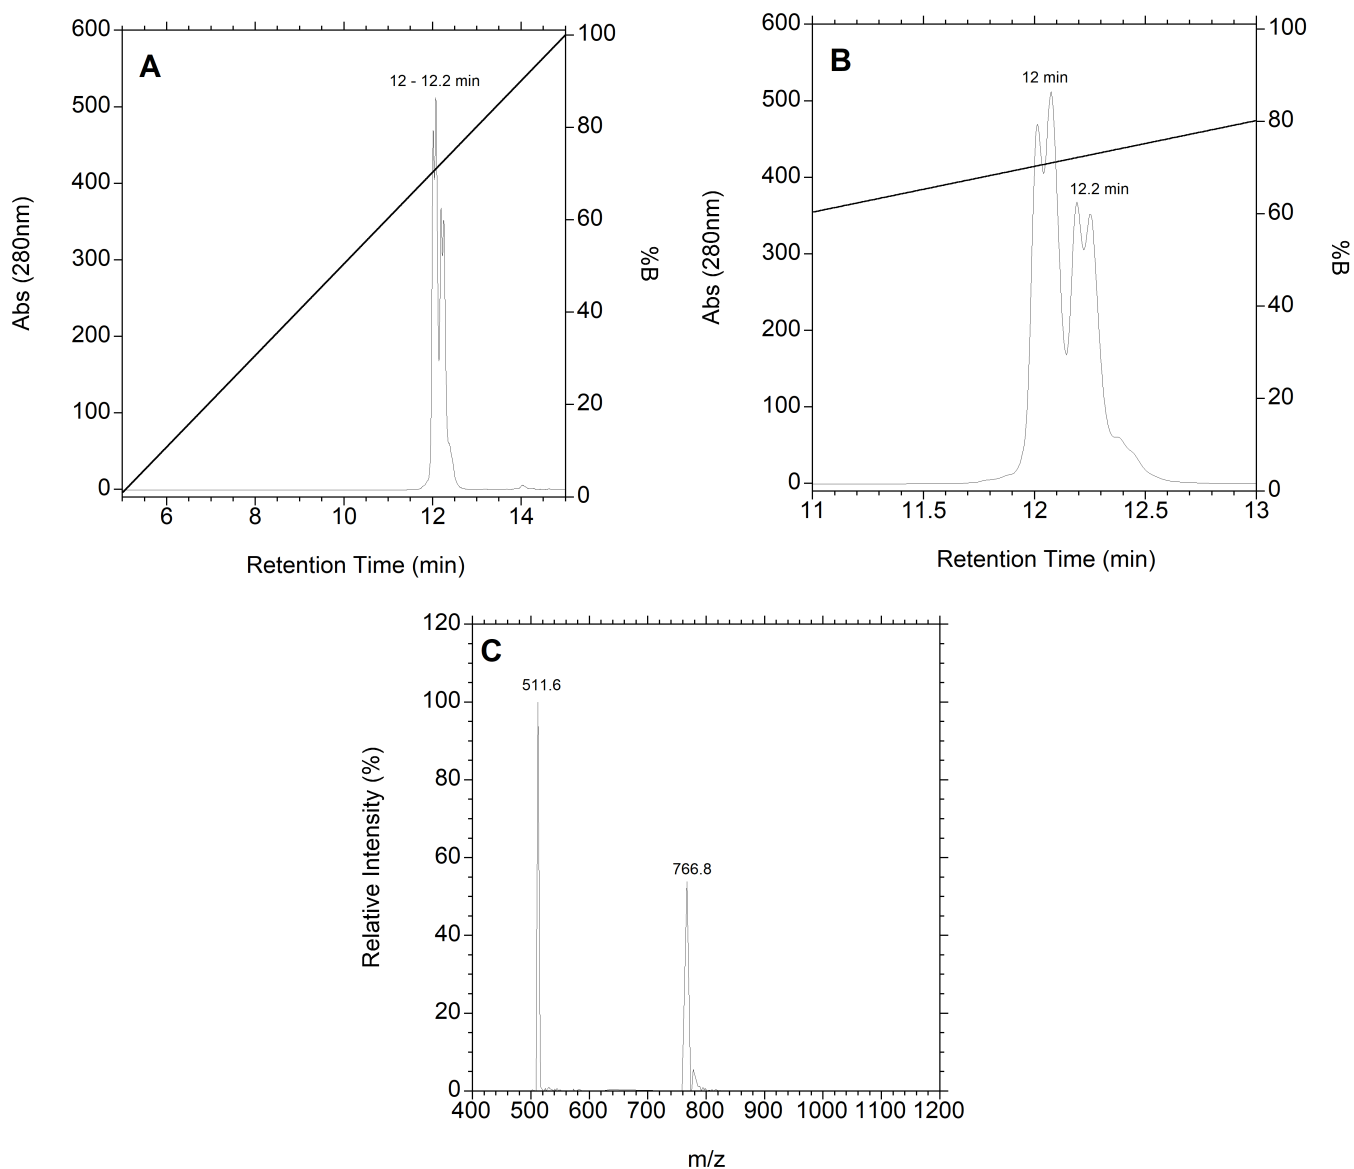 A
12 - 12.2 min
600
500
400
300
200
100
0
Abs (280nm)
100
80
60
40
20
0
%B
6 8 10 12 14
Retention Time (min)
B
12 min
12.2 min
600
500
400
300
200
100
0
Abs (280nm)
100
80
60
40
20
0
%B
11 11.5 12 12.5 13
Retention Time (min)
C
511.6
766.8
120
100
80
60
40
20
0
Relative Intensity (%)
400 500 600 700 800 900 1000 1100 1200
m/z